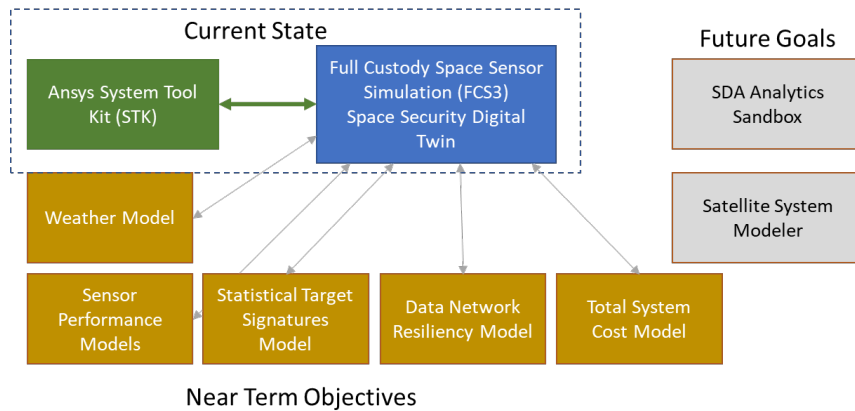 Current State
Future Goals
Ansys System Tool
Kit (STK)
Full Custody Space Sensor
Simulation (FCS3)
Space Security Digital
Twin
SDA Analytics
Sandbox
Weather Model
Satellite System
Modeler
Sensor
Performance
Models
Statistical Target
Signatures
Model
Data Network
Resiliency Model
Total System
Cost Model
Near Term Objectives